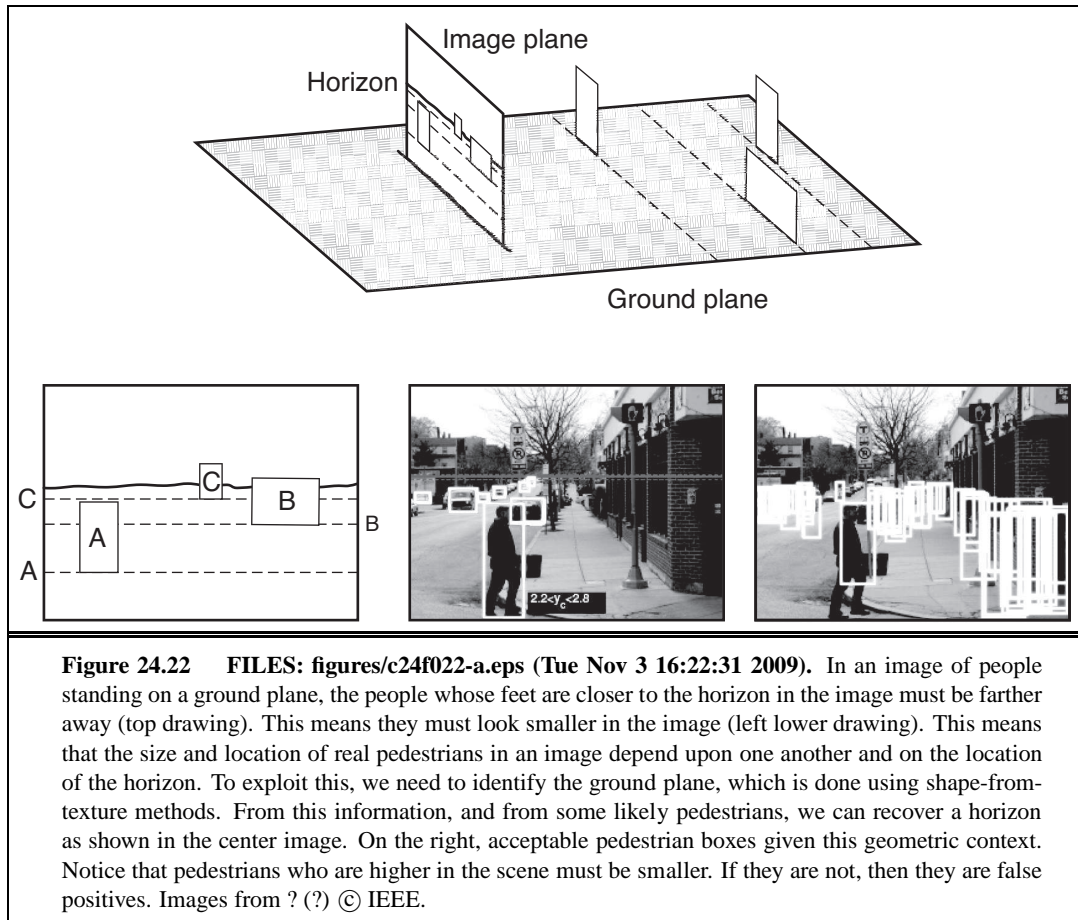 Image plane
Horizon
Ground plane
C
B
A
C
B
A
2.2<y_c<2.8
Figure 24.22 FILES: figures/c24f022-a.eps (Tue Nov 3 16:22:31 2009). In an image of people
standing on a ground plane, the people whose feet are closer to the horizon in the image must be farther
away (top drawing). This means they must look smaller in the image (left lower drawing). This means
that the size and location of real pedestrians in an image depend upon one another and on the location
of the horizon. To exploit this, we need to identify the ground plane, which is done using shape-from-
texture methods. From this information, and from some likely pedestrians, we can recover a horizon
as shown in the center image. On the right, acceptable pedestrian boxes given this geometric context.
Notice that pedestrians who are higher in the scene must be smaller. If they are not, then they are false
positives. Images from ? (?) © IEEE.